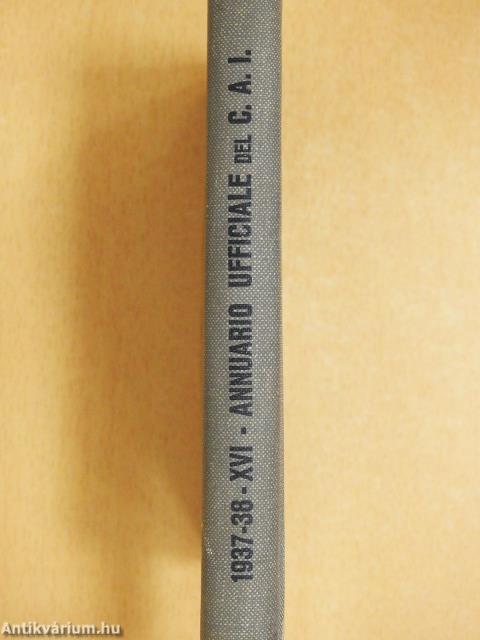 1937-38-XVI - ANNUARIO UFFICIALE DEL C. A. I.
Antikvárium.hu